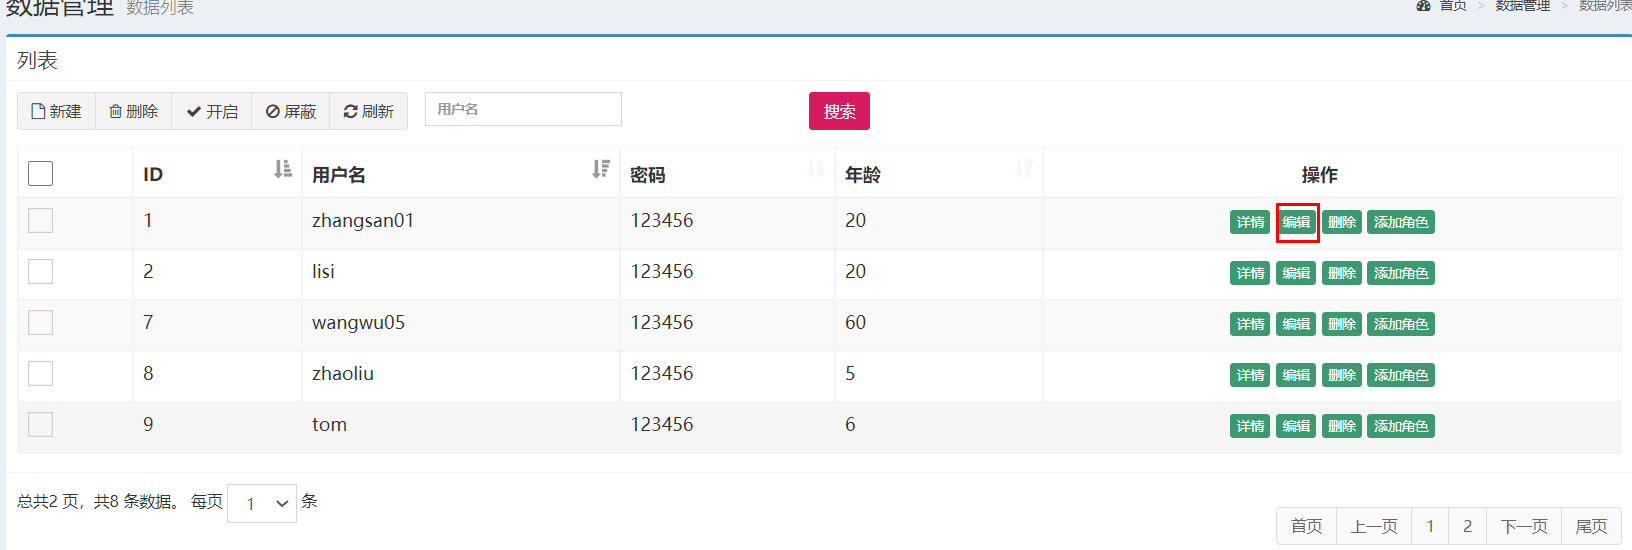 数据管理 数据列表 首页 > 数据管理 > 数据列表
列表
新建 删除 开启 屏蔽 刷新 用户名 搜索
ID 用户名 密码 年龄 操作
1 zhangsan01 123456 20 详情 编辑 删除 添加角色
2 lisi 123456 20 详情 编辑 删除 添加角色
7 wangwu05 123456 60 详情 编辑 删除 添加角色
8 zhaoliu 123456 5 详情 编辑 删除 添加角色
9 tom 123456 6 详情 编辑 删除 添加角色
总共2 页，共8 条数据。 每页 1 条
首页 上一页 1 2 下一页 尾页